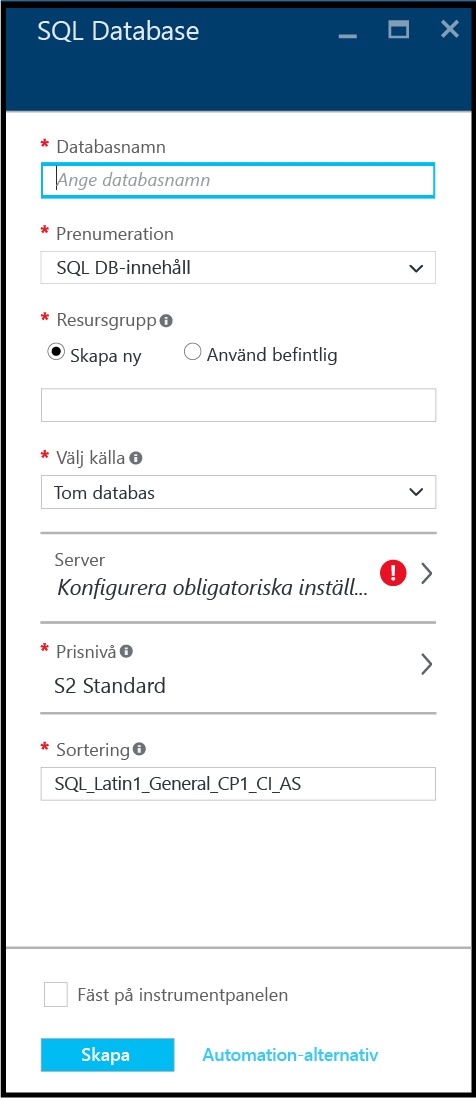 SQL Database
* Databasnamn
Ange databasnamn
* Prenumeration
SQL DB-innehåll
* Resursgrupp
Skapa ny Använd befintlig
* Välj källa
Tom databas
Server
Konfigurera obligatoriska inställ...
* Prisnivå
S2 Standard
* Sortering
SQL_Latin1_General_CP1_CI_AS
Fäst på instrumentpanelen
Skapa Automation-alternativ